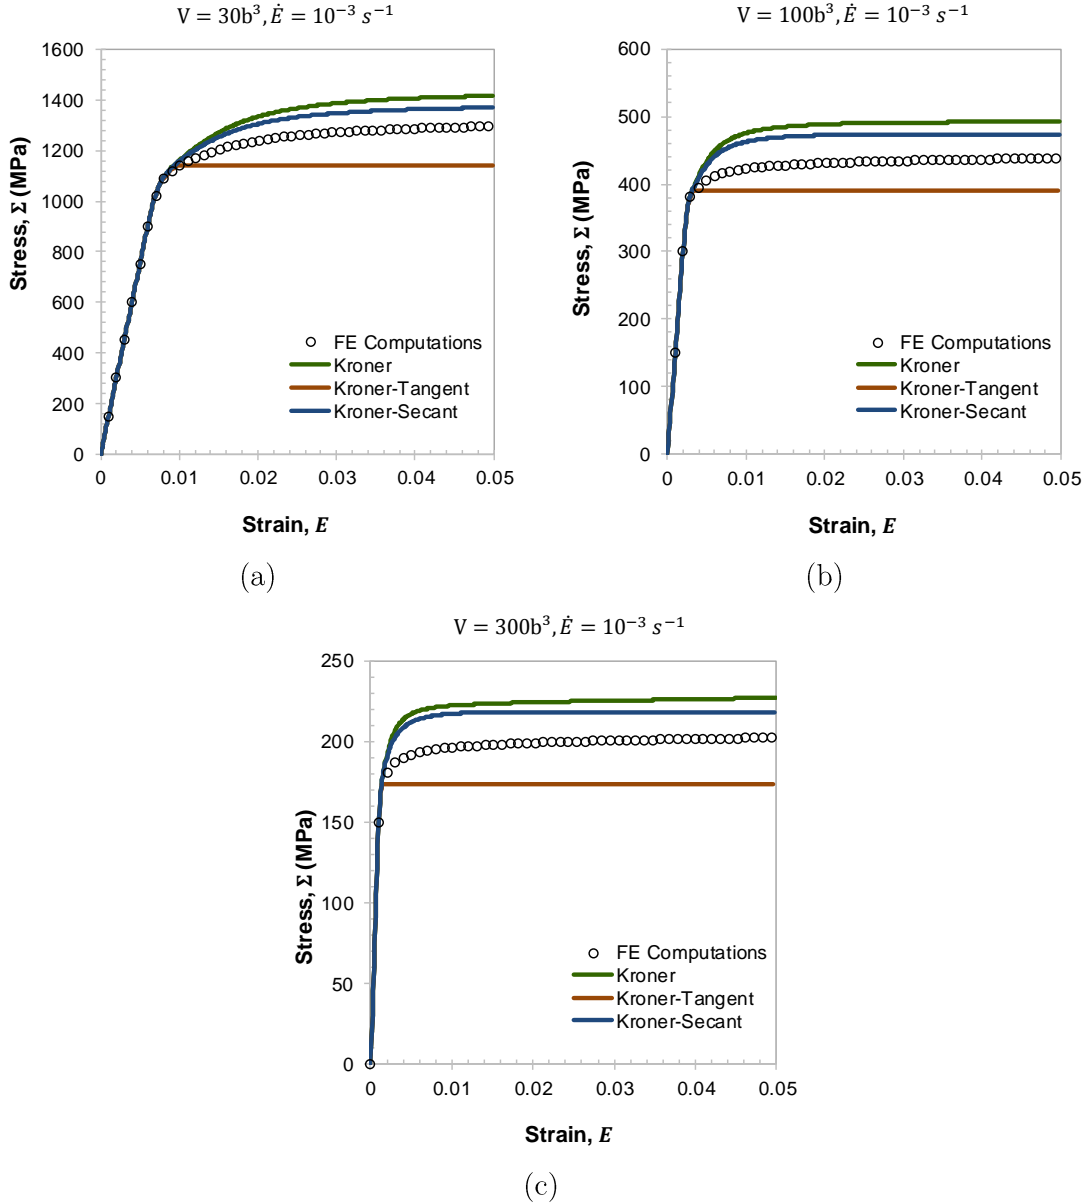 V = 30b³, Ė = 10⁻³ s⁻¹
1600
1400
1200
1000
800
600
400
200
0
Stress, Σ (MPa)
FE Computations
Kroner
Kroner-Tangent
Kroner-Secant
0 0.01 0.02 0.03 0.04 0.05
Strain, E
(a)
V = 100b³, Ė = 10⁻³ s⁻¹
600
500
400
300
200
100
0
Stress, Σ (MPa)
FE Computations
Kroner
Kroner-Tangent
Kroner-Secant
0 0.01 0.02 0.03 0.04 0.05
Strain, E
(b)
V = 300b³, Ė = 10⁻³ s⁻¹
250
200
150
100
50
0
Stress, Σ (MPa)
FE Computations
Kroner
Kroner-Tangent
Kroner-Secant
0 0.01 0.02 0.03 0.04 0.05
Strain, E
(c)